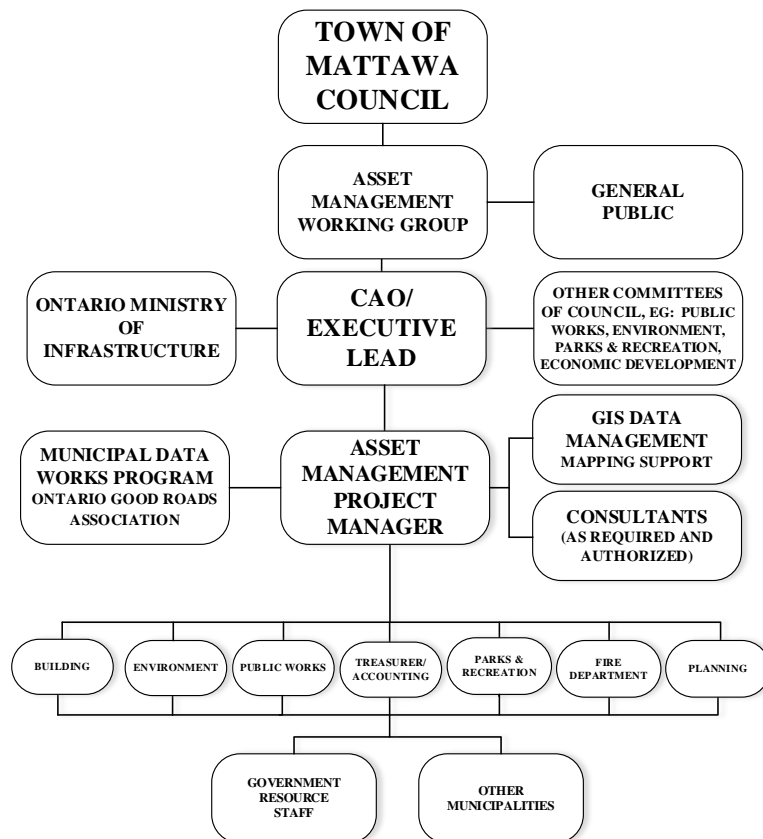 TOWN OF
MATTAWA
COUNCIL
ASSET
MANAGEMENT
WORKING GROUP
GENERAL
PUBLIC
ONTARIO MINISTRY
OF
INFRASTRUCTURE
CAO/
EXECUTIVE
LEAD
OTHER COMMITTEES
OF COUNCIL, EG: PUBLIC
WORKS, ENVIRONMENT,
PARKS & RECREATION,
ECONOMIC DEVELOPMENT
MUNICIPAL DATA
WORKS PROGRAM
ONTARIO GOOD ROADS
ASSOCIATION
ASSET
MANAGEMENT
PROJECT
MANAGER
GIS DATA
MANAGEMENT
MAPPING SUPPORT
CONSULTANTS
(AS REQUIRED AND
AUTHORIZED)
BUILDING
ENVIRONMENT
PUBLIC WORKS
TREASURER/
ACCOUNTING
PARKS &
RECREATION
FIRE
DEPARTMENT
PLANNING
GOVERNMENT
RESOURCE
STAFF
OTHER
MUNICIPALITIES